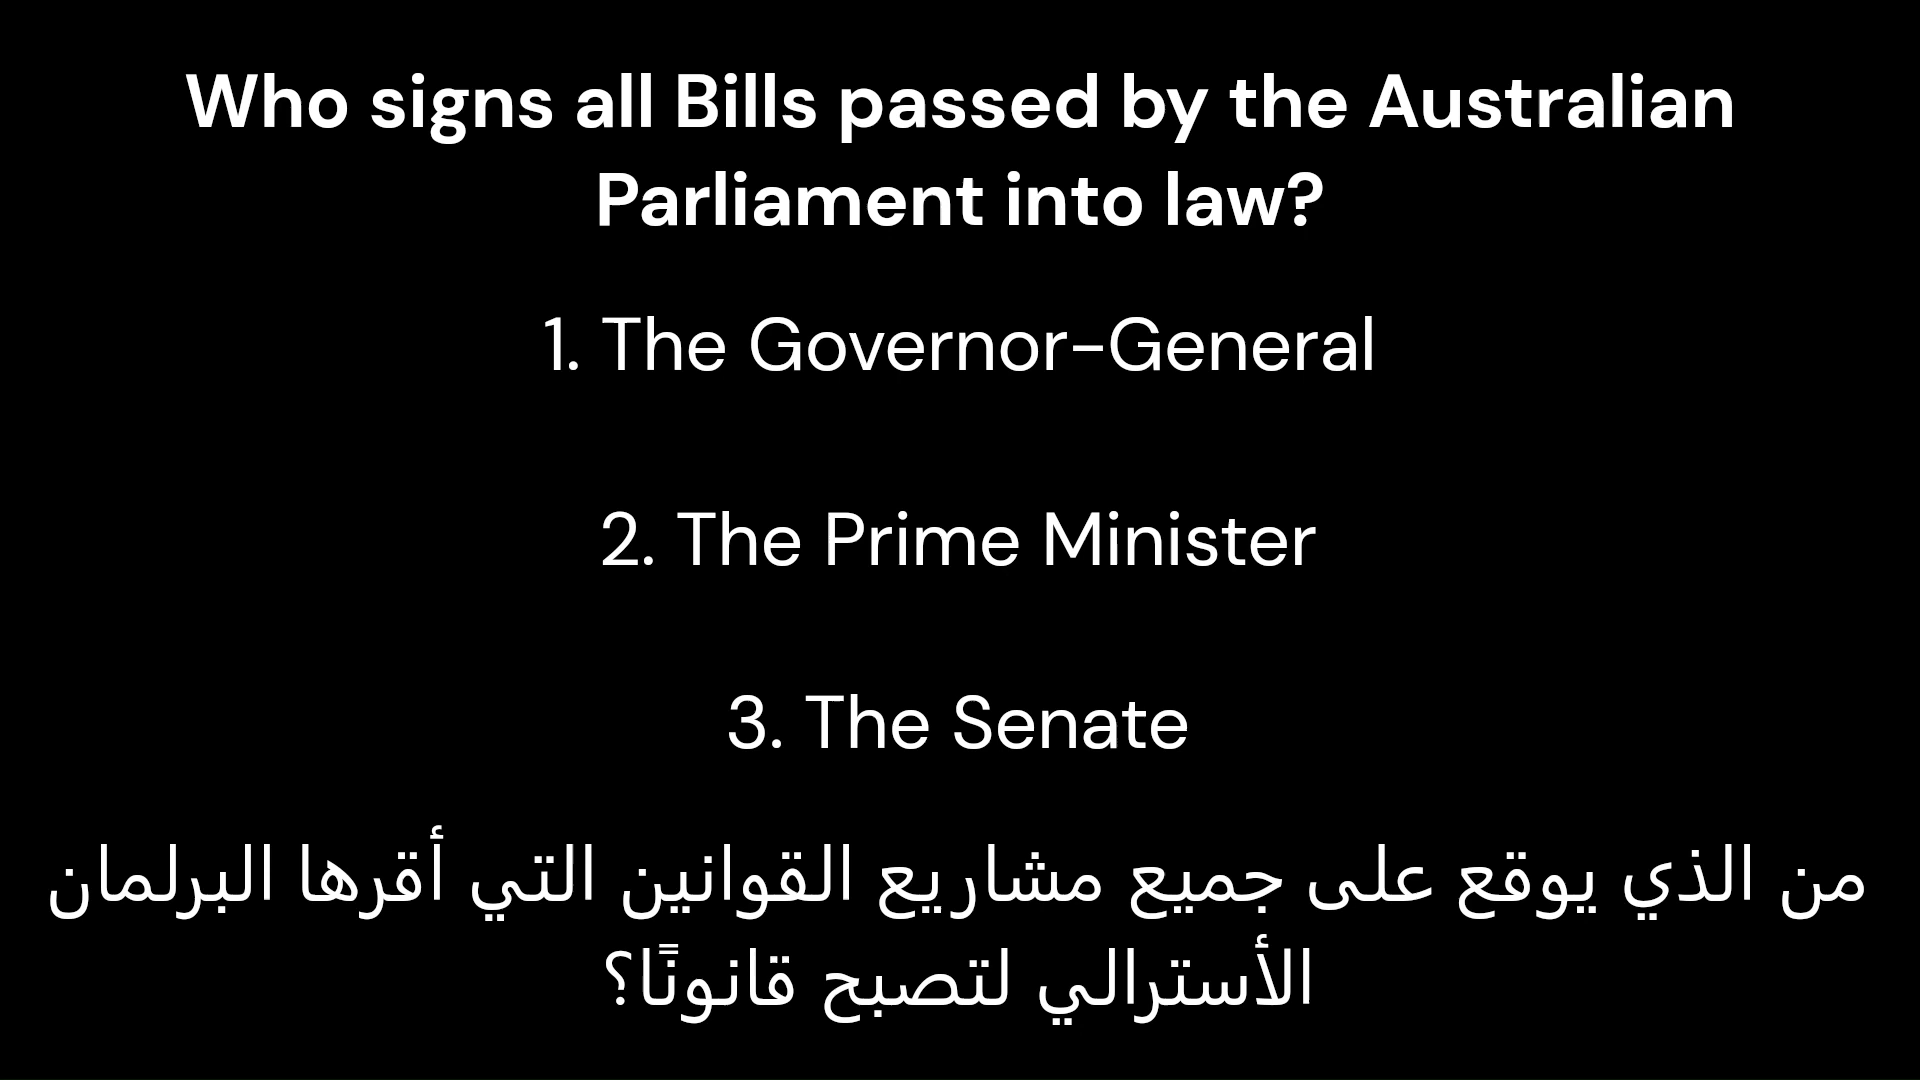 Who signs all Bills passed by the Australian
Parliament into law?
1. The Governor-General
2. The Prime Minister
3. The Senate
من الذي يوقع على جميع مشاريع القوانين التي أقرها البرلمان
الأسترالي لتصبح قانونًا؟